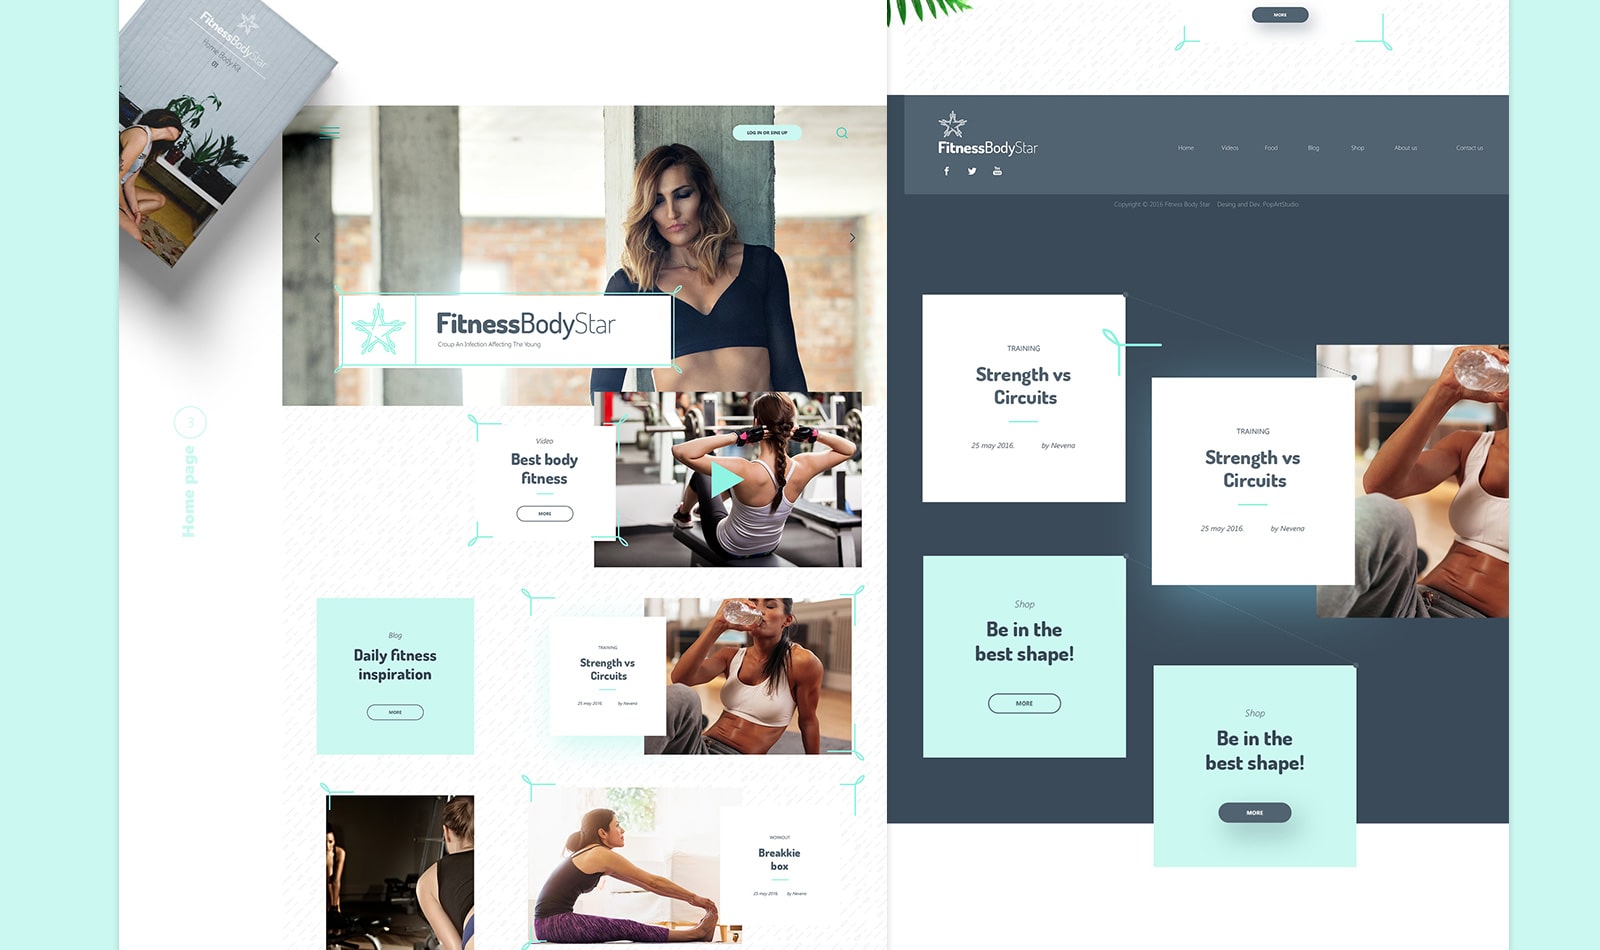 FitnessBodyStar
Home Body Kit
01
LOG IN OR SINE UP
FitnessBodyStar
Croup An Infection Affecting The Young
3
Home page
Video
Best body
fitness
MORE
Blog
Daily fitness
inspiration
MORE
TRAINING
Strength vs
Circuits
25 may 2016. by Nevena
WORKOUT
Breakkie
box
25 may 2016. by Nevena
MORE
FitnessBodyStar
Home Videos Food Blog Shop About us Contact us
Copyright © 2016 Fitness Body Star Desing and Dev. PopArtStudio
TRAINING
Strength vs
Circuits
25 may 2016. by Nevena
TRAINING
Strength vs
Circuits
25 may 2016. by Nevena
Shop
Be in the
best shape!
MORE
Shop
Be in the
best shape!
MORE